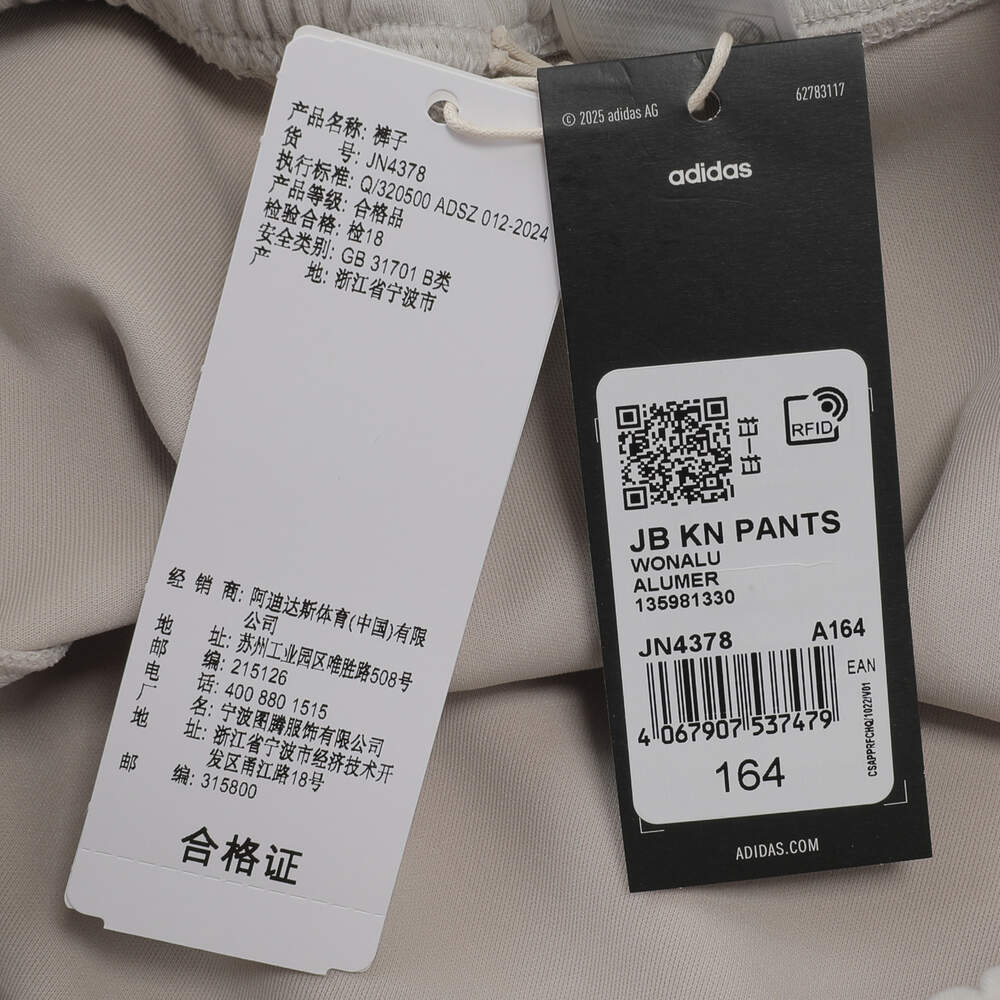 产品名称: 裤子
货 号: JN4378
执行标准: Q/320500 ADSZ 012-2024
产品等级: 合格品
检验合格: 检18
安全类别: GB 31701 B类
产 地: 浙江省宁波市
经 销 商: 阿迪达斯体育(中国)有限
公司
地 址: 苏州工业园区唯胜路508号
邮 编: 215126
电 话: 400 880 1515
厂 名: 宁波图腾服饰有限公司
地 址: 浙江省宁波市经济技术开
发区甬江路18号
邮 编: 315800
合格证
© 2025 adidas AG
62783117
adidas
扫一扫
RFID
JB KN PANTS
WONALU
ALUMER
135981330
JN4378
A164
EAN
4 067907 537479
CSAPPRFCHQ/1022/V01
164
ADIDAS.COM